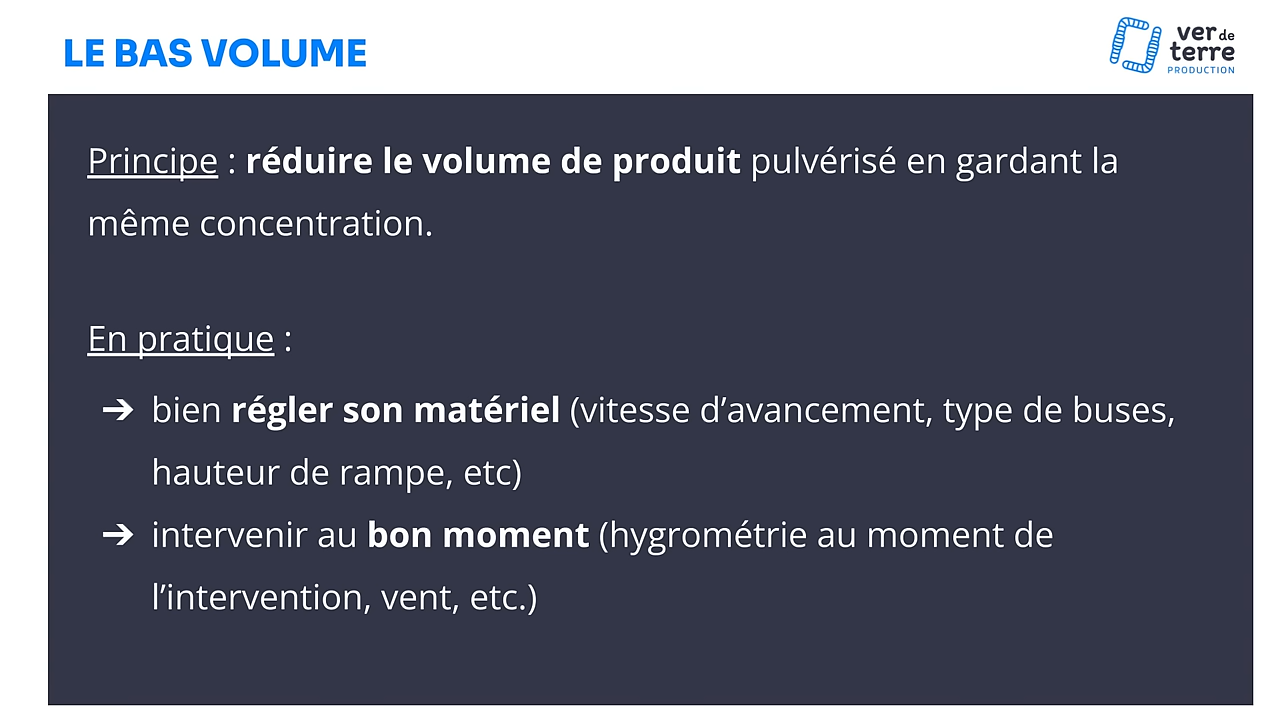 LE BAS VOLUME
ver de
terre
PRODUCTION
Principe : réduire le volume de produit pulvérisé en gardant la
même concentration.
En pratique :
➔ bien régler son matériel (vitesse d’avancement, type de buses,
hauteur de rampe, etc)
➔ intervenir au bon moment (hygrométrie au moment de
l’intervention, vent, etc.)